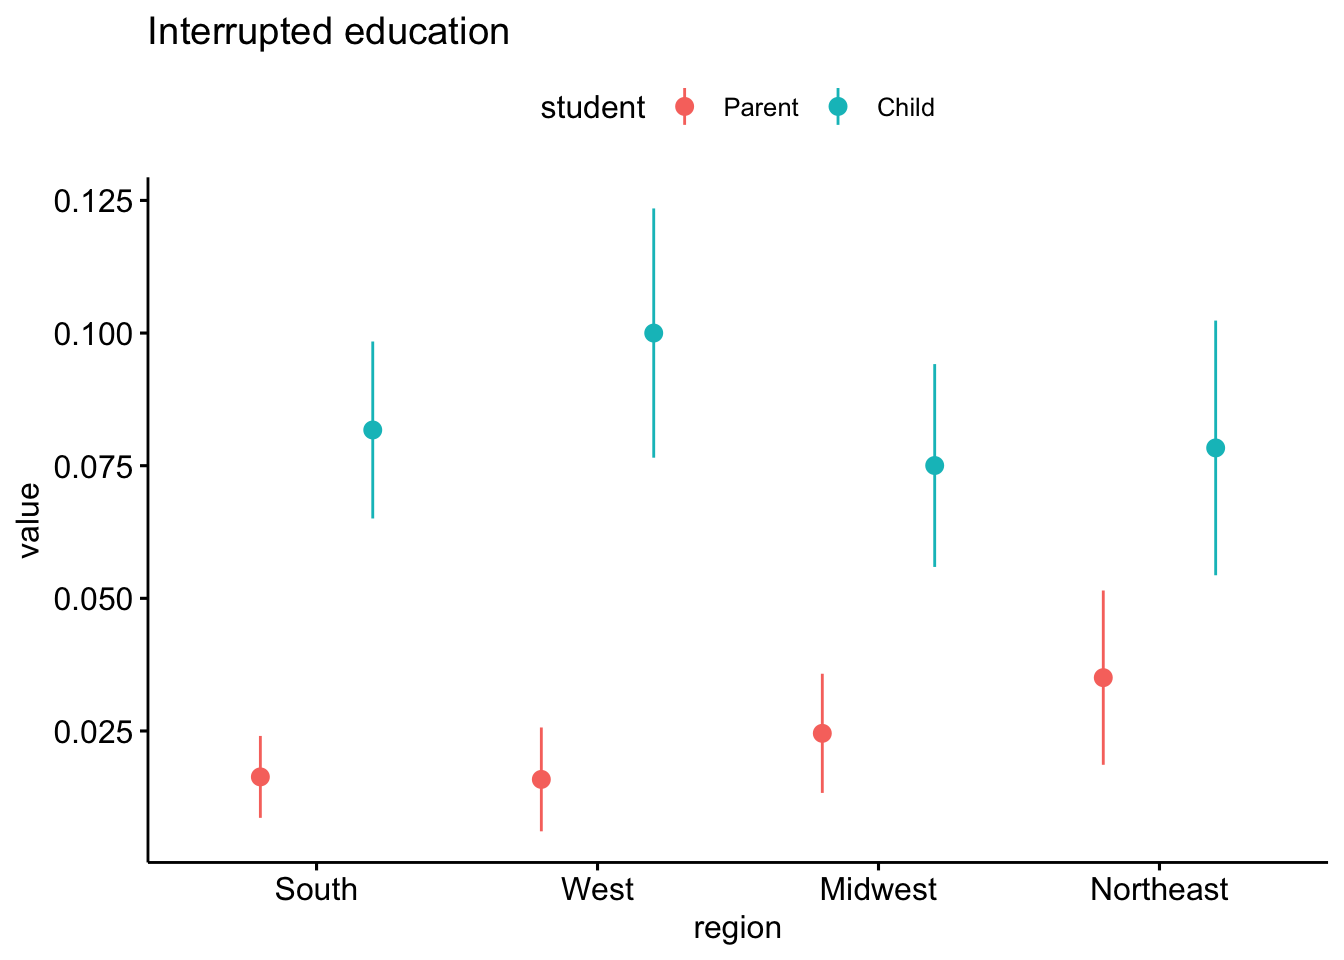 Interrupted education
student Parent Child
0.125
0.100
0.075
0.050
0.025
value
South West Midwest Northeast
region